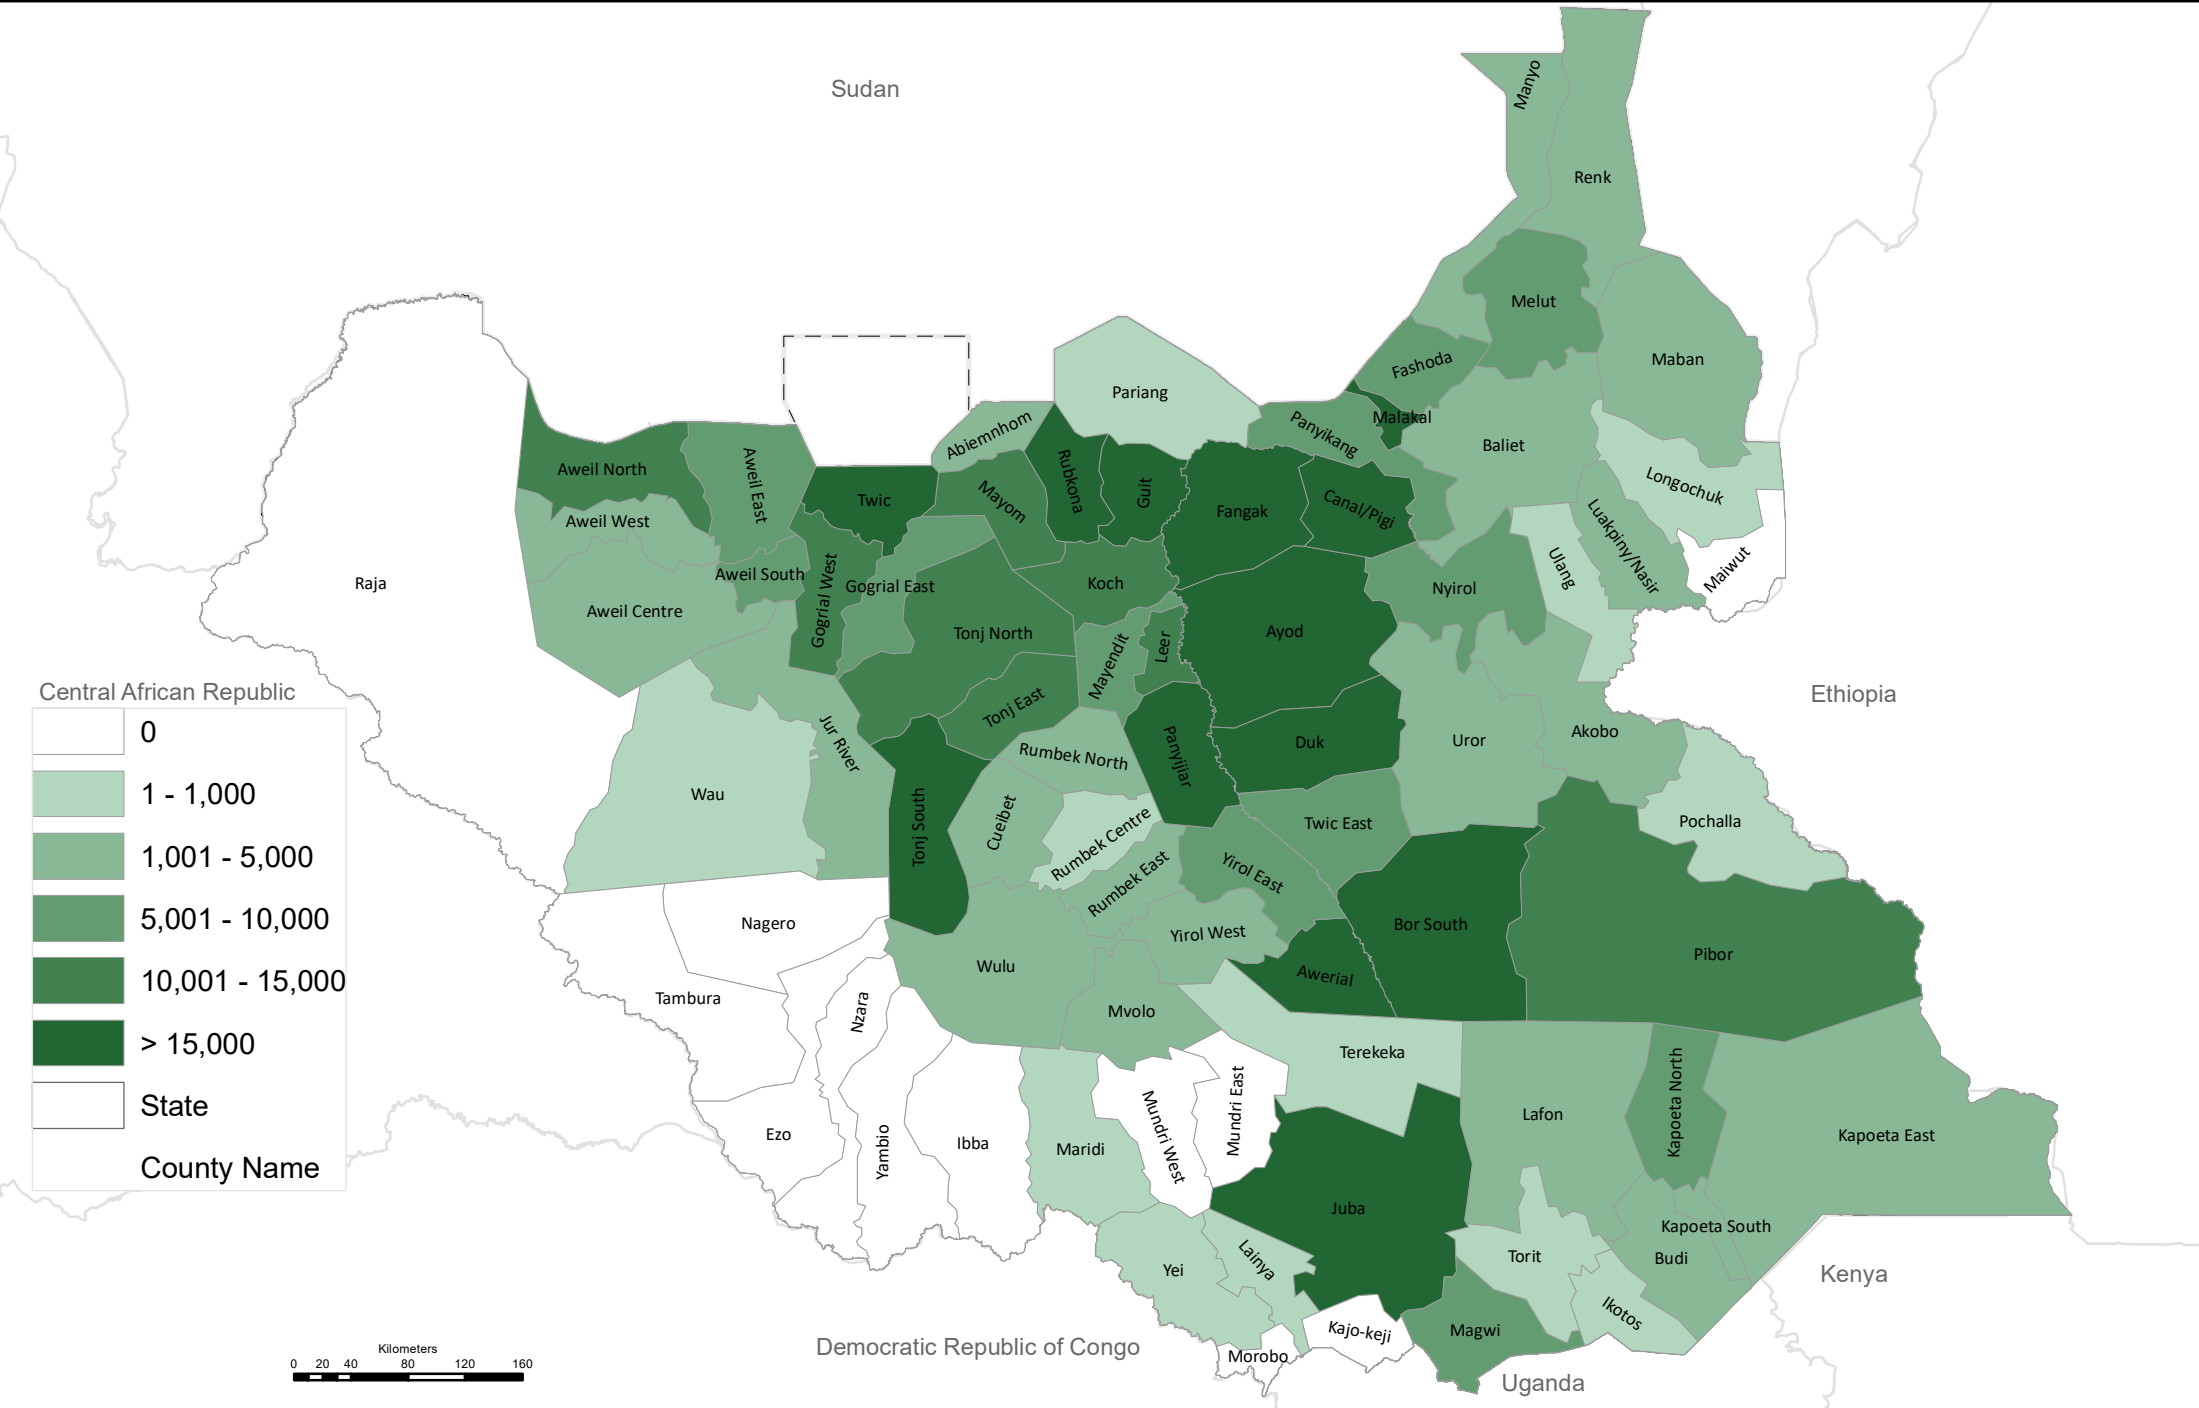 Sudan
Manyo
Renk
Melut
Maban
Fashoda
Pariang
Malakal
Panyikang
Abiemnhom
Baliet
Aweil North
Aweil East
Twic
Mayom
Rubkona
Guit
Fangak
Canal/Pigi
Longochuk
Aweil West
Luakpiny/Nasir
Maiwut
Ulang
Raja
Aweil South
Gogrial West
Gogrial East
Koch
Nyirol
Aweil Centre
Tonj North
Mayendit
Leer
Ayod
Ethiopia
Central African Republic
0
1 - 1,000
1,001 - 5,000
5,001 - 10,000
10,001 - 15,000
> 15,000
State
County Name
Tonj East
Jur River
Rumbek North
Panyijiar
Duk
Uror
Akobo
Wau
Tonj South
Cueibet
Rumbek Centre
Twic East
Pochalla
Rumbek East
Yirol East
Nagero
Yirol West
Bor South
Pibor
Wulu
Awerial
Tambura
Nzara
Mvolo
Terekeka
Mundri East
Kapoeta North
Lafon
Kapoeta East
Ezo
Yambio
Ibba
Maridi
Mundri West
Juba
Kapoeta South
Budi
Torit
Lainya
Yei
Kenya
Ikotos
Magwi
Kajo-keji
Morobo
Democratic Republic of Congo
Uganda
Kilometers
0 20 40 80 120 160